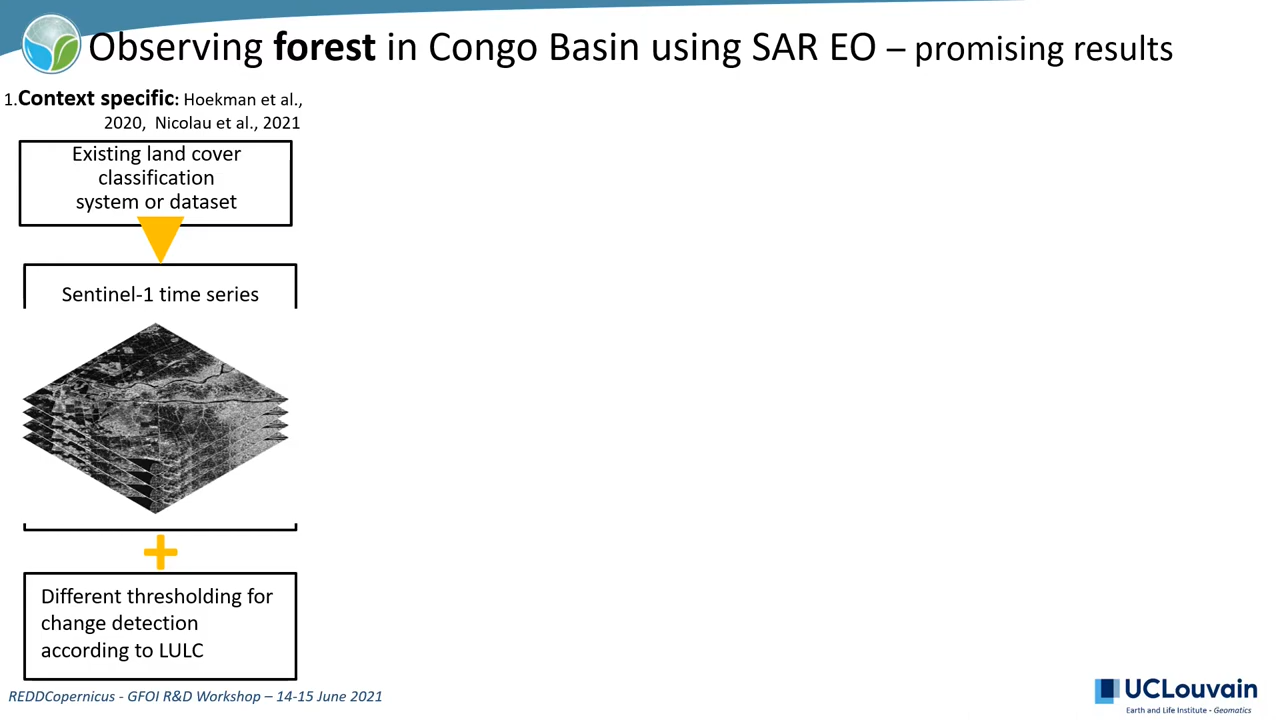 Observing forest in Congo Basin using SAR EO – promising results
1.Context specific: Hoekman et al.,
2020, Nicolau et al., 2021
Existing land cover
classification
system or dataset
Sentinel-1 time series
Different thresholding for
change detection
according to LULC
REDDCopernicus - GFOI R&D Workshop – 14-15 June 2021
UCLouvain
Earth and Life Institute - Geomatics